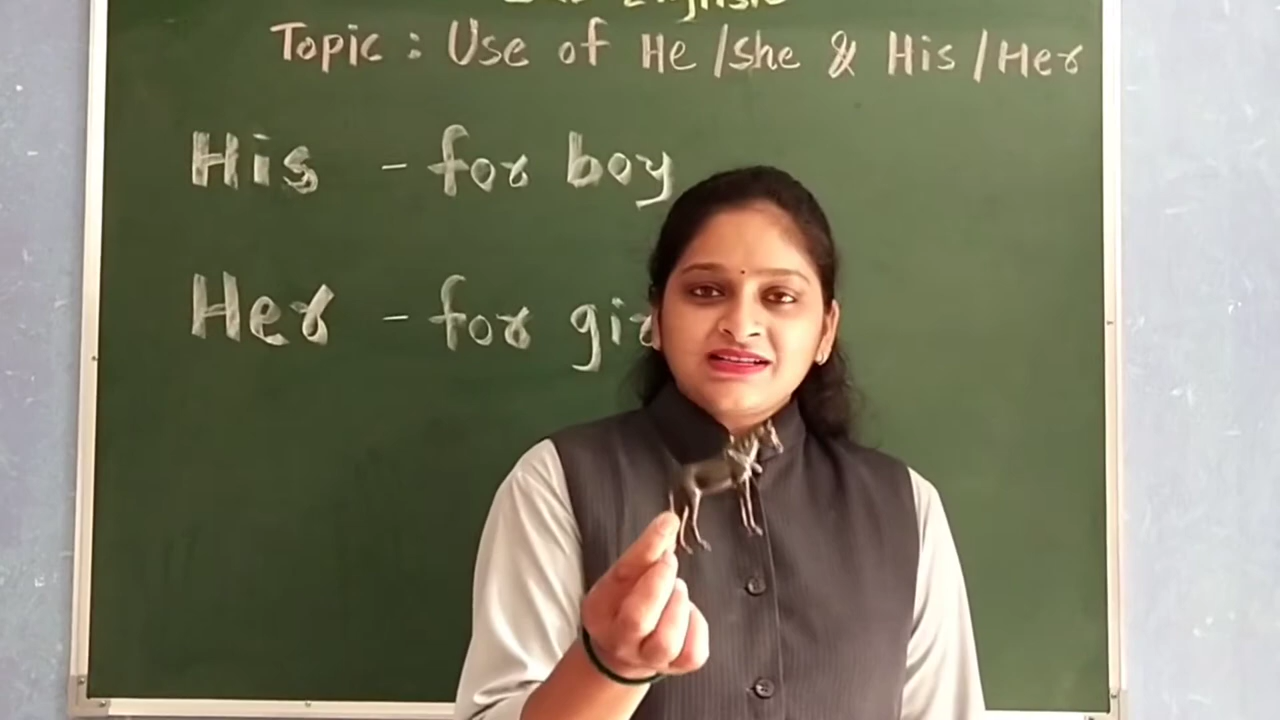 Topic : Use of He /she & His /Her
His - for boy
Her - for